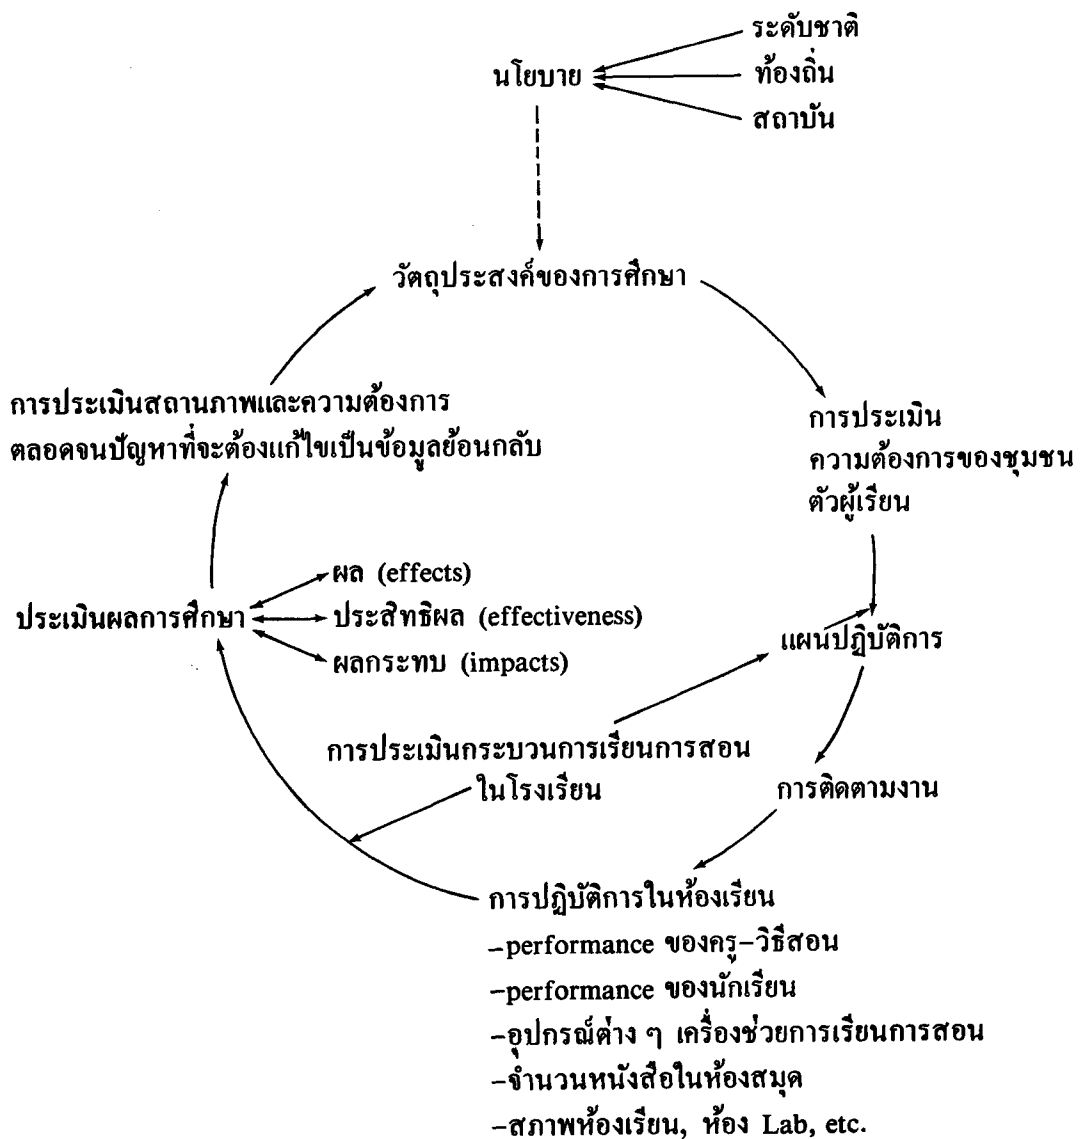 ระดับชาติ
นโยบาย
ท้องถิ่น
สถาบัน
วัตถุประสงค์ของการศึกษา
การประเมินสถานภาพและความต้องการ
ตลอดจนปัญหาที่จะต้องแก้ไขเป็นข้อมูลย้อนกลับ
การประเมิน
ความต้องการของชุมชน
ตัวผู้เรียน
ผล (effects)
ประเมินผลการศึกษา
ประสิทธิผล (effectiveness)
ผลกระทบ (impacts)
แผนปฏิบัติการ
การประเมินกระบวนการเรียนการสอน
ในโรงเรียน
การติดตามงาน
การปฏิบัติการในห้องเรียน
-performance ของครู-วิธีสอน
-performance ของนักเรียน
-อุปกรณ์ต่าง ๆ เครื่องช่วยการเรียนการสอน
-จำนวนหนังสือในห้องสมุด
-สภาพห้องเรียน, ห้อง Lab, etc.